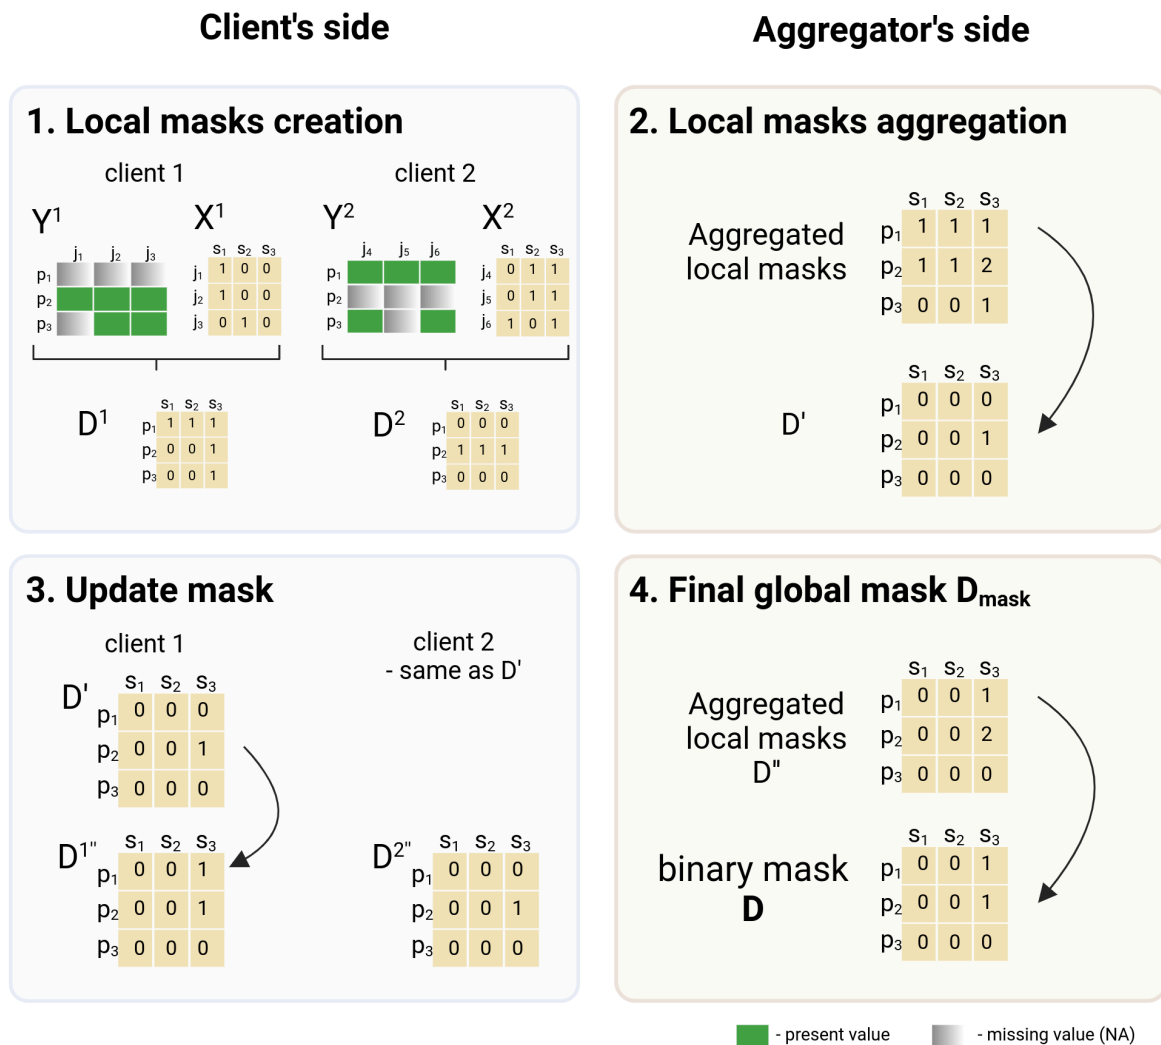 Client's side
Aggregator's side
1. Local masks creation
client 1
client 2
Y¹
X¹
Y²
X²
j₁ j₂ j₃
p₁
p₂
p₃
s₁ s₂ s₃
j₁ 1 0 0
j₂ 1 0 0
j₃ 0 1 0
j₄ j₅ j₆
p₁
p₂
p₃
s₁ s₂ s₃
j₄ 0 1 1
j₅ 0 1 1
j₆ 1 0 1
D¹
s₁ s₂ s₃
p₁ 1 1 1
p₂ 0 0 1
p₃ 0 0 1
D²
s₁ s₂ s₃
p₁ 0 0 0
p₂ 1 1 1
p₃ 0 0 0
2. Local masks aggregation
Aggregated
local masks
s₁ s₂ s₃
p₁ 1 1 1
p₂ 1 1 2
p₃ 0 0 1
D'
s₁ s₂ s₃
p₁ 0 0 0
p₂ 0 0 1
p₃ 0 0 0
3. Update mask
client 1
client 2
- same as D'
D'
s₁ s₂ s₃
p₁ 0 0 0
p₂ 0 0 1
p₃ 0 0 0
D¹"
s₁ s₂ s₃
p₁ 0 0 1
p₂ 0 0 1
p₃ 0 0 0
D²"
s₁ s₂ s₃
p₁ 0 0 0
p₂ 0 0 1
p₃ 0 0 0
4. Final global mask Dmask
Aggregated
local masks
D"
s₁ s₂ s₃
p₁ 0 0 1
p₂ 0 0 2
p₃ 0 0 0
binary mask
D
s₁ s₂ s₃
p₁ 0 0 1
p₂ 0 0 1
p₃ 0 0 0
- present value
- missing value (NA)